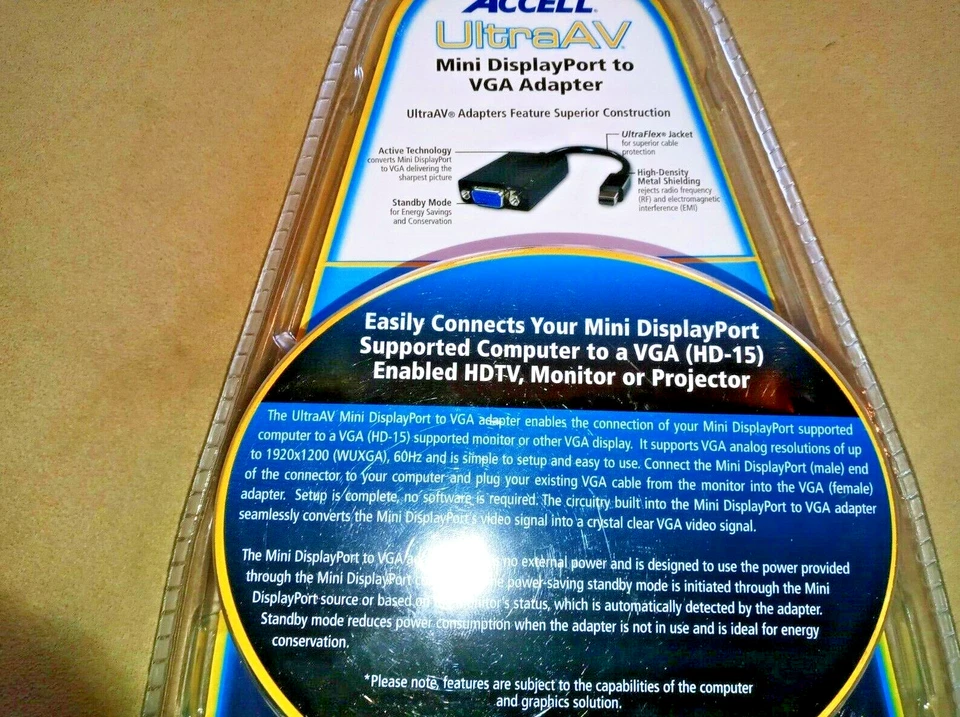 ACCELL
UltraAV®
Mini DisplayPort to
VGA Adapter
UltraAV® Adapters Feature Superior Construction
UltraFlex® Jacket
for superior cable
protection
Active Technology
converts Mini DisplayPort
to VGA delivering the
sharpest picture
High-Density
Metal Shielding
rejects radio frequency
(RF) and electromagnetic
interference (EMI)
Standby Mode
for Energy Savings
and Conservation
Easily Connects Your Mini DisplayPort
Supported Computer to a VGA (HD-15)
Enabled HDTV, Monitor or Projector
The UltraAV Mini DisplayPort to VGA adapter enables the connection of your Mini DisplayPort supported
computer to a VGA (HD-15) supported monitor or other VGA display. It supports VGA analog resolutions of up
to 1920x1200 (WUXGA), 60Hz and is simple to setup and easy to use. Connect the Mini DisplayPort (male) end
of the connector to your computer and plug your existing VGA cable from the monitor into the VGA (female)
adapter. Setup is complete, no software is required. The circuitry built into the Mini DisplayPort to VGA adapter
seamlessly converts the Mini DisplayPort's video signal into a crystal clear VGA video signal.
The Mini DisplayPort to VGA no external power and is designed to use the power provided
through the Mini DisplayPort power-saving standby mode is initiated through the Mini
DisplayPort source or based on status, which is automatically detected by the adapter.
Standby mode reduces power consumption when the adapter is not in use and is ideal for energy
conservation.
*Please note, features are subject to the capabilities of the computer
and graphics solution.